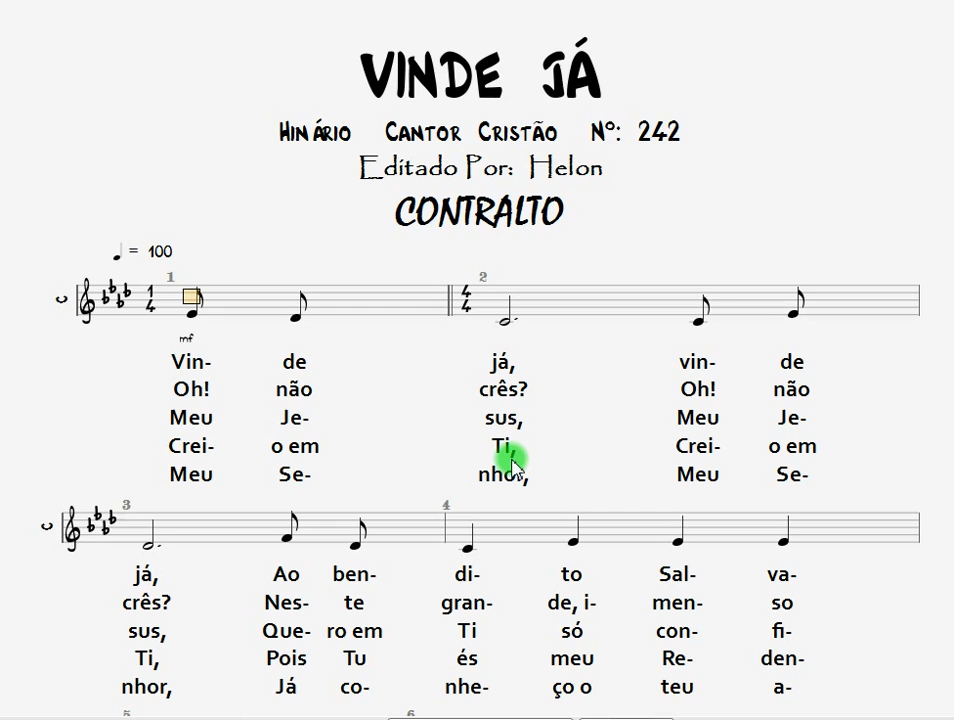 VINDE JÁ
HINÁRIO CANTOR CRISTÃO Nº: 242
Editado Por: Helon
CONTRALTO
= 100
1 2
C 1 4 4 4
mf
Vin- de já, vin- de
Oh! não crês? Oh! não
Meu Je- sus, Meu Je-
Crei- o em Ti, Crei- o em
Meu Se- nhor, Meu Se-
3 4
C
já, Ao ben- di- to Sal- va-
crês? Nes- te gran- de, i- men- so
sus, Que- ro em Ti só con- fi-
Ti, Pois Tu és meu Re- den-
nhor, Já co- nhe- ço o teu a-
5 6